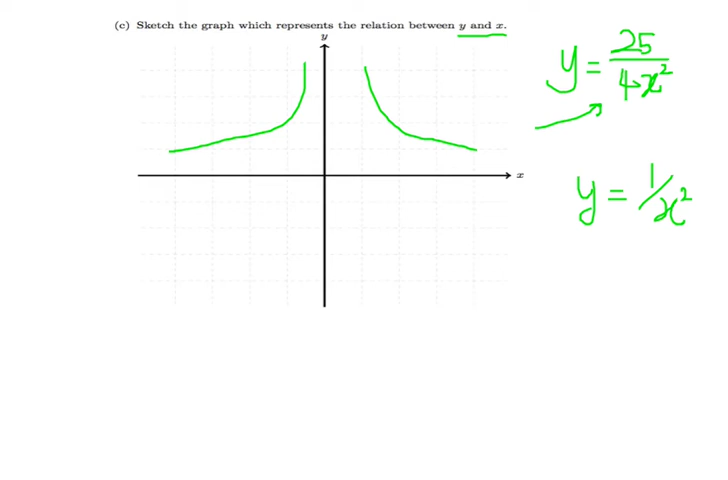 (c) Sketch the graph which represents the relation between y and x.
y
x
y = 25/4x²
y = 1/x²